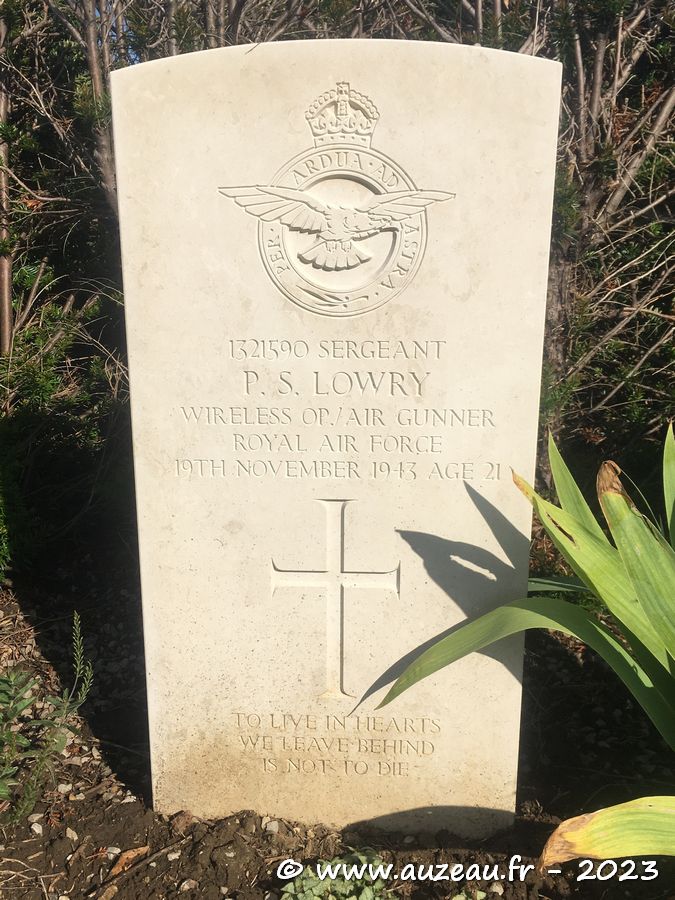 PER · ARDUA · AD ASTRA
1321590 SERGEANT
P. S. LOWRY
WIRELESS OP./AIR GUNNER
ROYAL AIR FORCE
19TH NOVEMBER 1943 AGE 21
TO LIVE IN HEARTS
WE LEAVE BEHIND
IS NOT TO DIE
© www.auzeau.fr - 2023